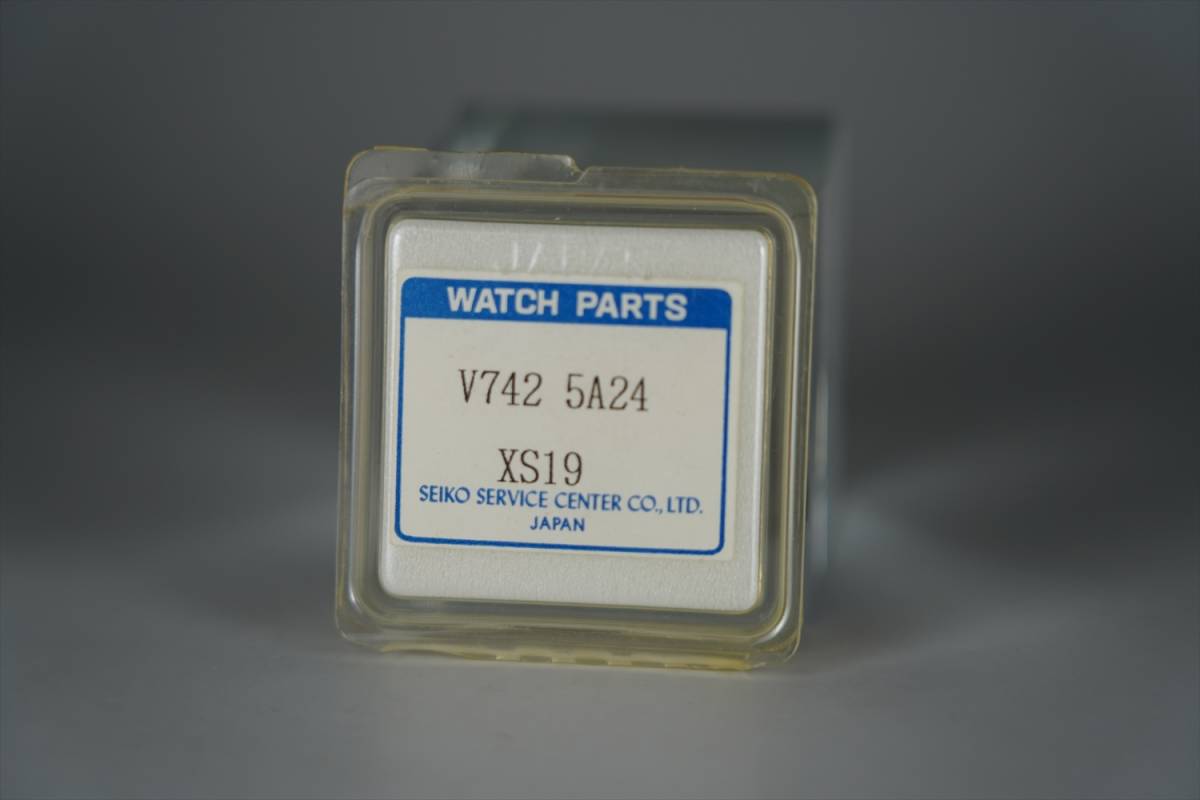 WATCH PARTS
V742 5A24
XS19
SEIKO SERVICE CENTER CO., LTD.
JAPAN